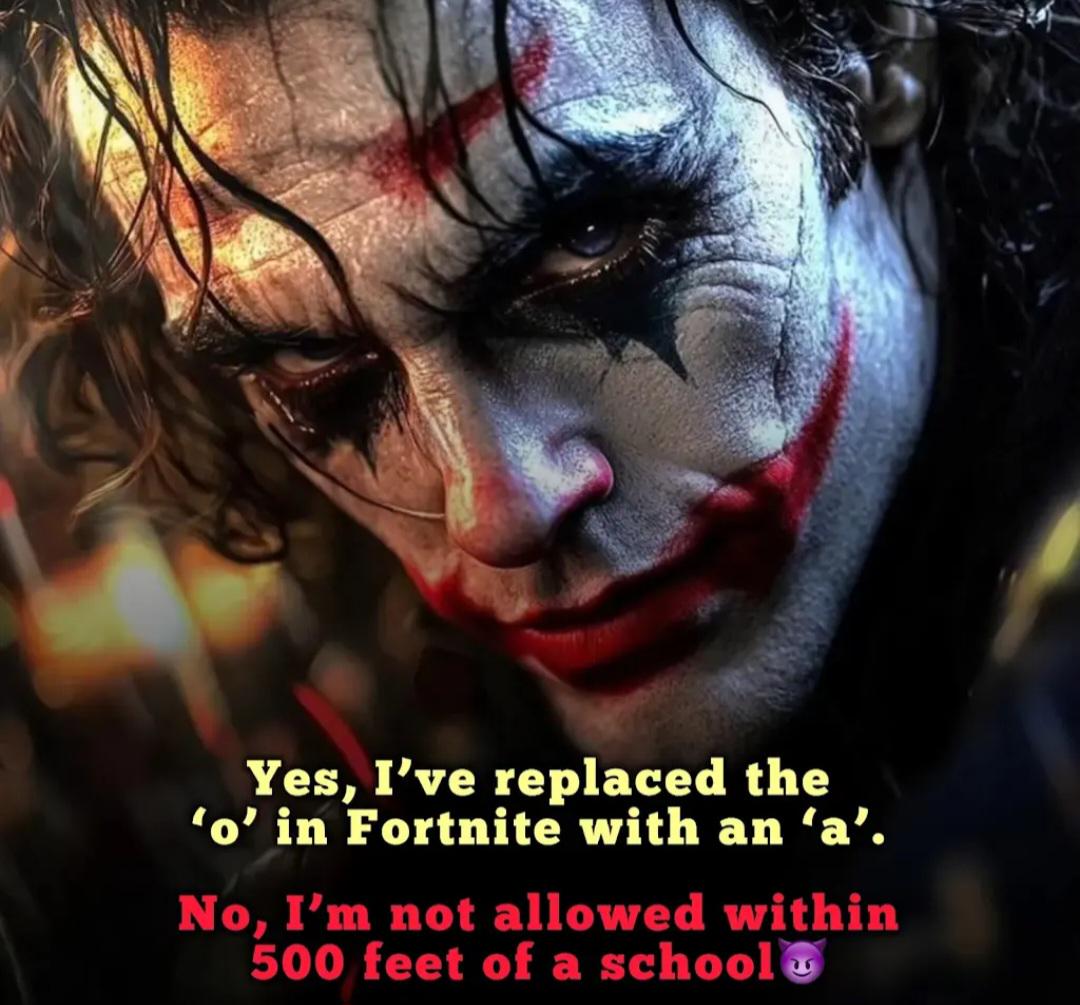 Yes, I’ve replaced the
‘o’ in Fortnite with an ‘a’.
No, I’m not allowed within
500 feet of a school😈